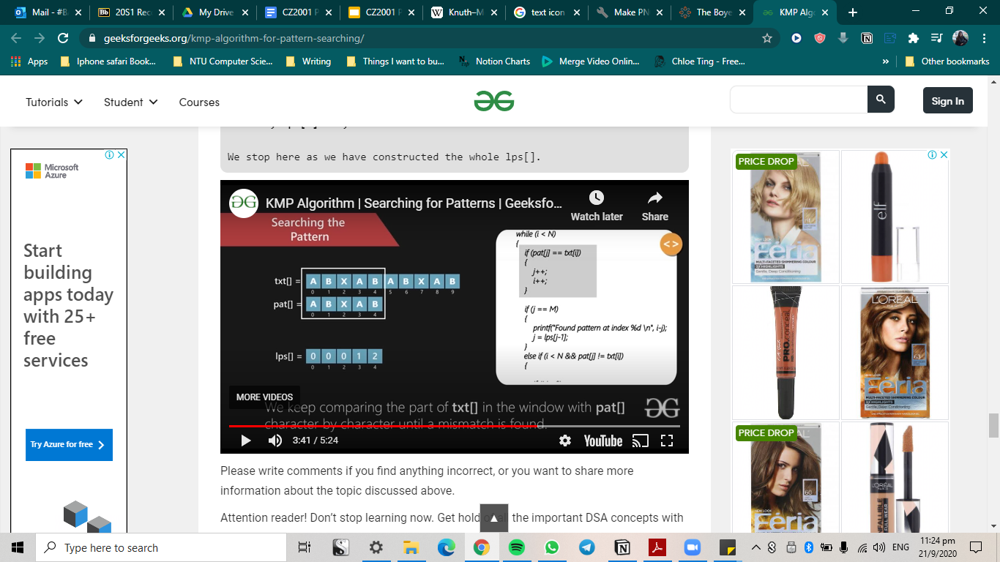 Mail - #B
20S1 Rec
My Drive
CZ2001 P
CZ2001 P
Knuth–M
text icon
Make PN
The Boye
KMP Algo
geeksforgeeks.org/kmp-algorithm-for-pattern-searching/
Apps
Iphone safari Book...
NTU Computer Scie...
Writing
Things I want to bu...
Notion Charts
Merge Video Onlin...
Chloe Ting - Free...
»
Other bookmarks
Tutorials
Student
Courses
Sign In
We stop here as we have constructed the whole lps[].
Microsoft
Azure
Start
building
apps today
with 25+
free
services
Try Azure for free
KMP Algorithm | Searching for Patterns | Geeksfo...
Watch later
Share
Searching the
Pattern
txt[] = A B X A B A B X A B
0 1 2 3 4 5 6 7 8 9
pat[] = A B X A B
0 1 2 3 4
lps[] = 0 0 0 1 2
0 1 2 3 4
while (i < N)
{
if (pat[j] == txt[i])
{
j++;
i++;
}
if (j == M)
{
printf("Found pattern at index %d \n", i-j);
j = lps[j-1];
}
else if (i < N && pat[j] != txt[i])
{
< >
MORE VIDEOS
We keep comparing the part of txt[] in the window with pat[]
character by character until a mismatch is found.
3:41 / 5:24
YouTube
Please write comments if you find anything incorrect, or you want to share more
information about the topic discussed above.
Attention reader! Don’t stop learning now. Get hold of all the important DSA concepts with
PRICE DROP
Féria
elf
PRO.conceal
L'ORÉAL
PARIS
63
Féria
PRICE DROP
60
Féria
L'ORÉAL
INFALLIBLE
FULL WEAR
Type here to search
ENG
11:24 pm
21/9/2020